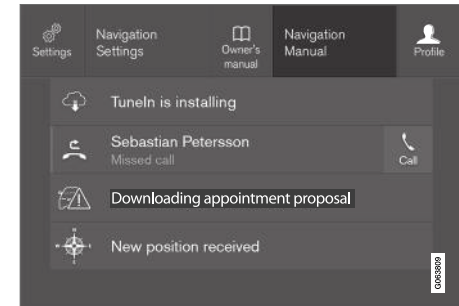 Settings
Navigation
Settings
Owner's
manual
Navigation
Manual
Profile
TuneIn is installing
Sebastian Petersson
Missed call
Call
Downloading appointment proposal
New position received
G063809